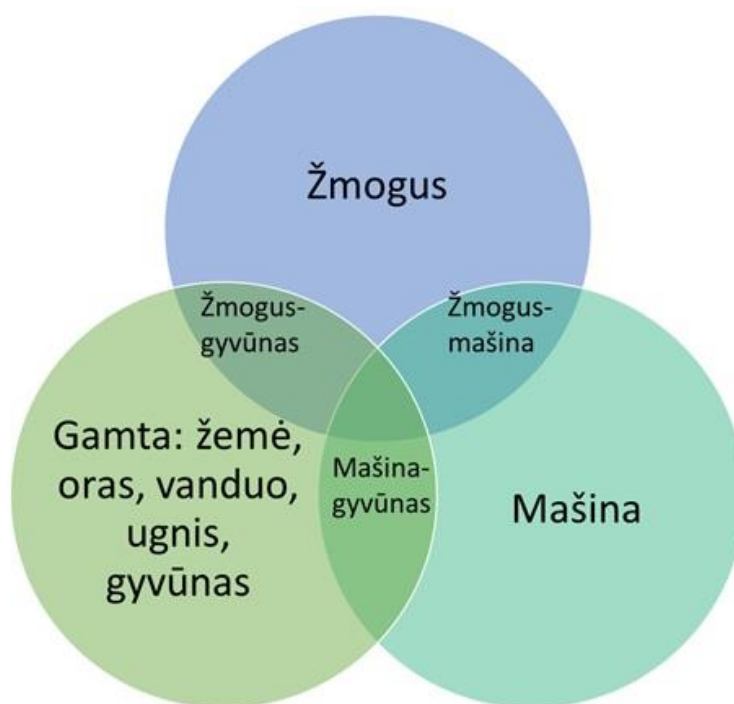 Žmogus
Žmogus-
gyvūnas
Žmogus-
mašina
Gamta: žemė,
oras, vanduo,
ugnis,
gyvūnas
Mašina-
gyvūnas
Mašina